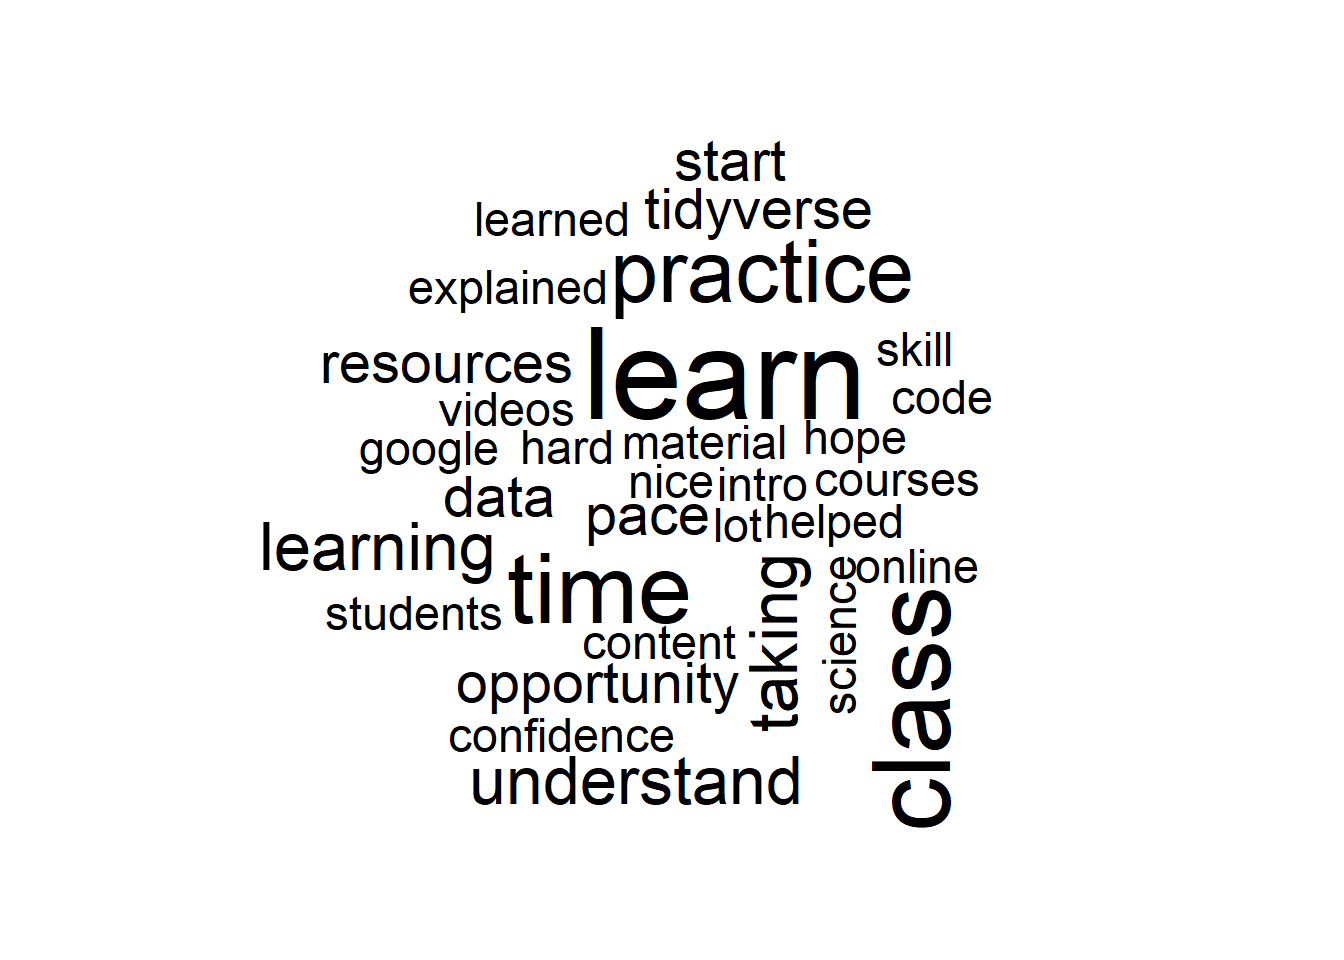 start
learned tidyverse
explained practice
resources learn skill
videos code
google hard material hope
nice intro courses
data pace lot helped
learning time taking science online
students class
content
opportunity
confidence
understand